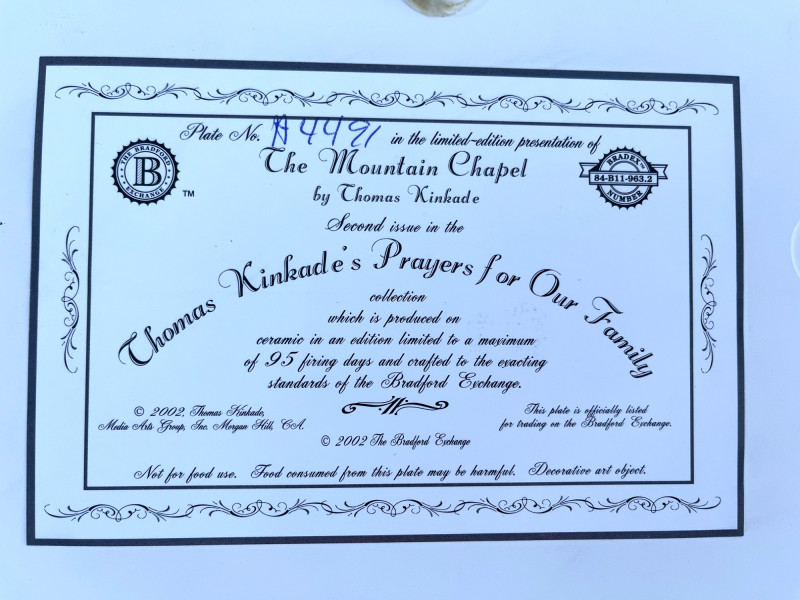 Plate No. A4491 in the limited-edition presentation of
THE BRADFORD EXCHANGE
B
TM
BRADEX™
84-B11-963.2
NUMBER
The Mountain Chapel
by Thomas Kinkade
Second issue in the
Thomas Kinkade's Prayers for Our Family
collection
which is produced on
ceramic in an edition limited to a maximum
of 95 firing days and crafted to the exacting
standards of the Bradford Exchange.
© 2002, Thomas Kinkade,
Media Arts Group, Inc. Morgan Hill, CA.
This plate is officially listed
for trading on the Bradford Exchange.
© 2002 The Bradford Exchange
Not for food use. Food consumed from this plate may be harmful. Decorative art object.